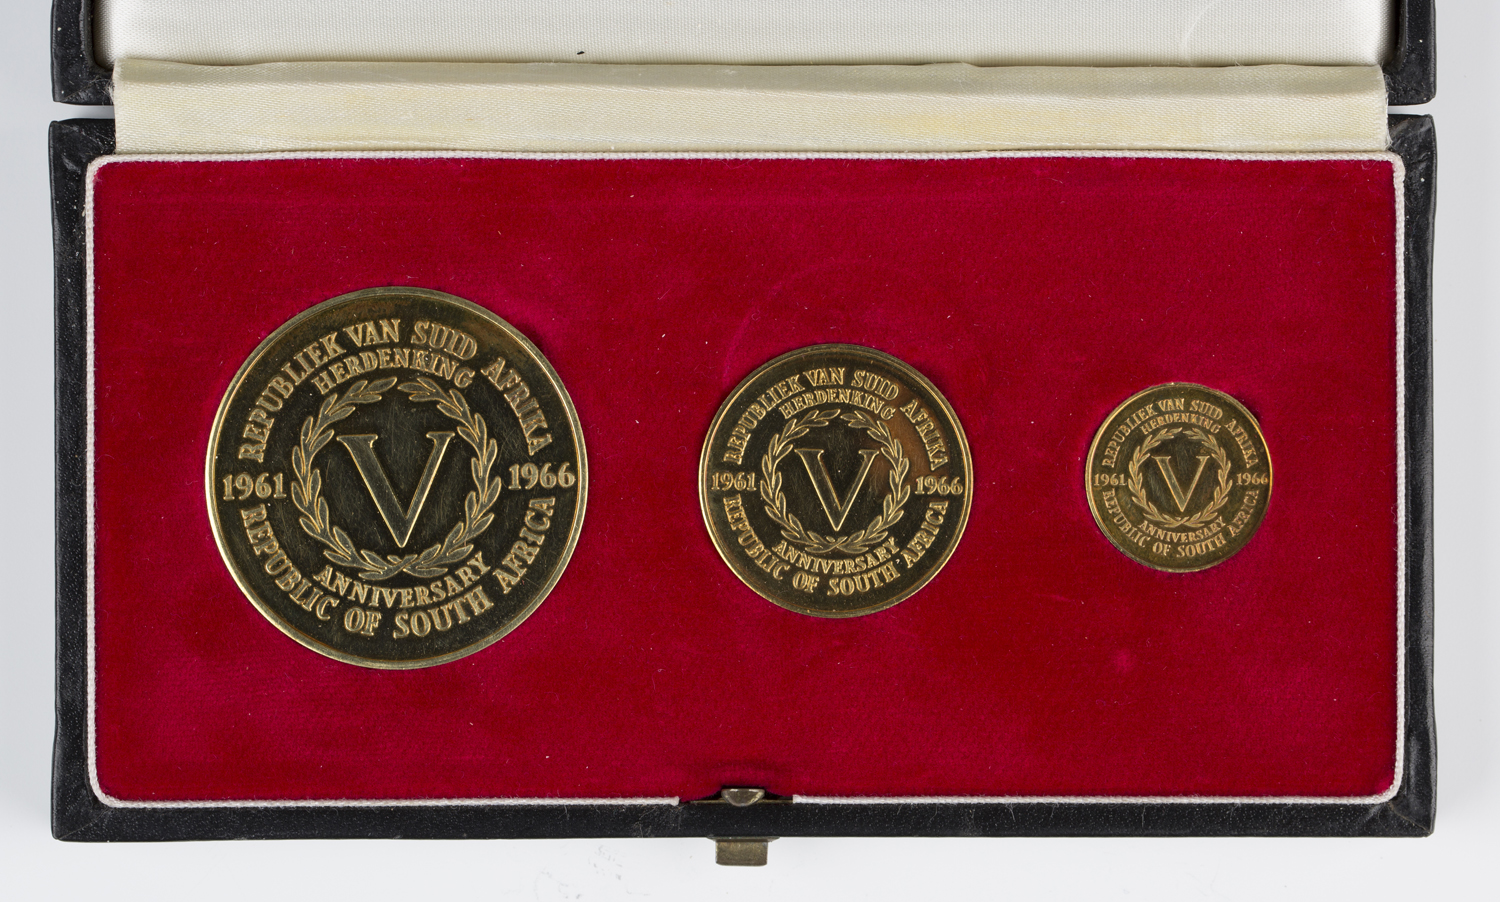 REPUBLIEK VAN SUID AFRIKA
HERDENKING
1961 V 1966
ANNIVERSARY
REPUBLIC OF SOUTH AFRICA
REPUBLIEK VAN SUID AFRIKA
HERDENKING
1961 V 1966
ANNIVERSARY
REPUBLIC OF SOUTH AFRICA
REPUBLIEK VAN SUID AFRIKA
HERDENKING
1961 V 1966
ANNIVERSARY
REPUBLIC OF SOUTH AFRICA